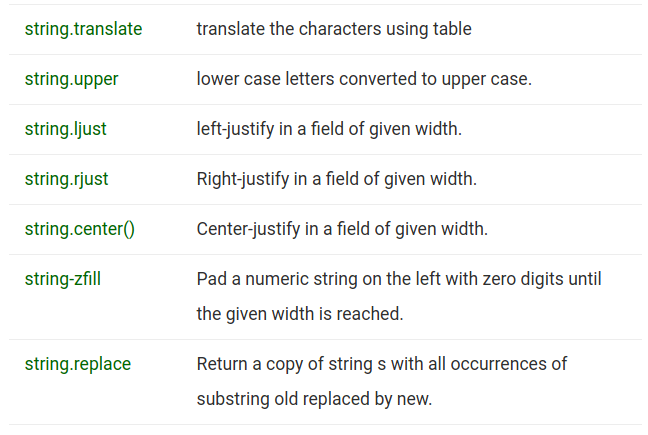 string.translate translate the characters using table
string.upper lower case letters converted to upper case.
string.ljust left-justify in a field of given width.
string.rjust Right-justify in a field of given width.
string.center() Center-justify in a field of given width.
string-zfill Pad a numeric string on the left with zero digits until
the given width is reached.
string.replace Return a copy of string s with all occurrences of
substring old replaced by new.